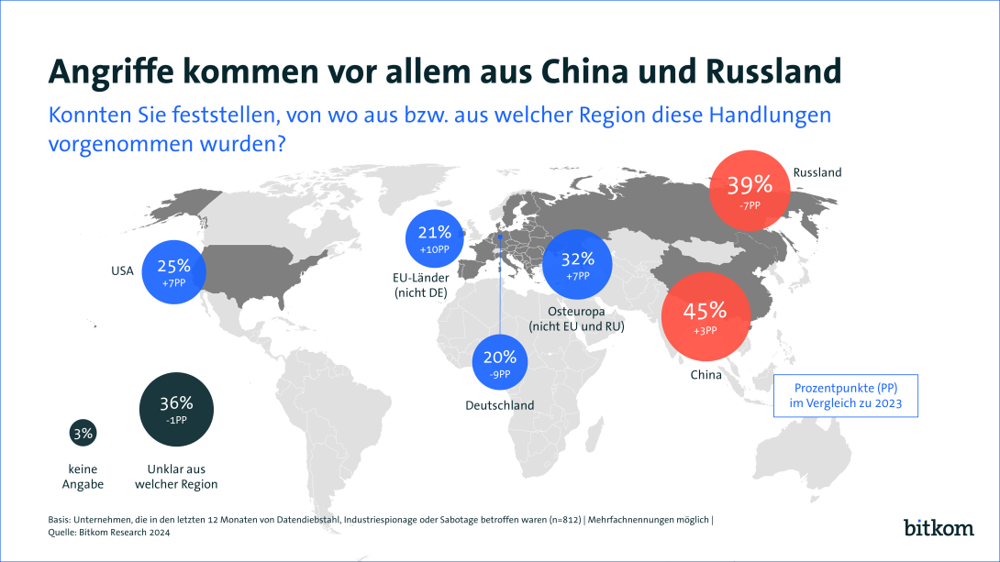 Angriffe kommen vor allem aus China und Russland
Konnten Sie feststellen, von wo aus bzw. aus welcher Region diese Handlungen
vorgenommen wurden?
39%
-7PP
Russland
21%
+10PP
EU-Länder
(nicht DE)
32%
+7PP
Osteuropa
(nicht EU und RU)
USA
25%
+7PP
45%
+3PP
China
20%
-9PP
Deutschland
Prozentpunkte (PP)
im Vergleich zu 2023
36%
-1PP
Unklar aus
welcher Region
3%
keine
Angabe
Basis: Unternehmen, die in den letzten 12 Monaten von Datendiebstahl, Industriespionage oder Sabotage betroffen waren (n=812) | Mehrfachnennungen möglich |
Quelle: Bitkom Research 2024
bitkom